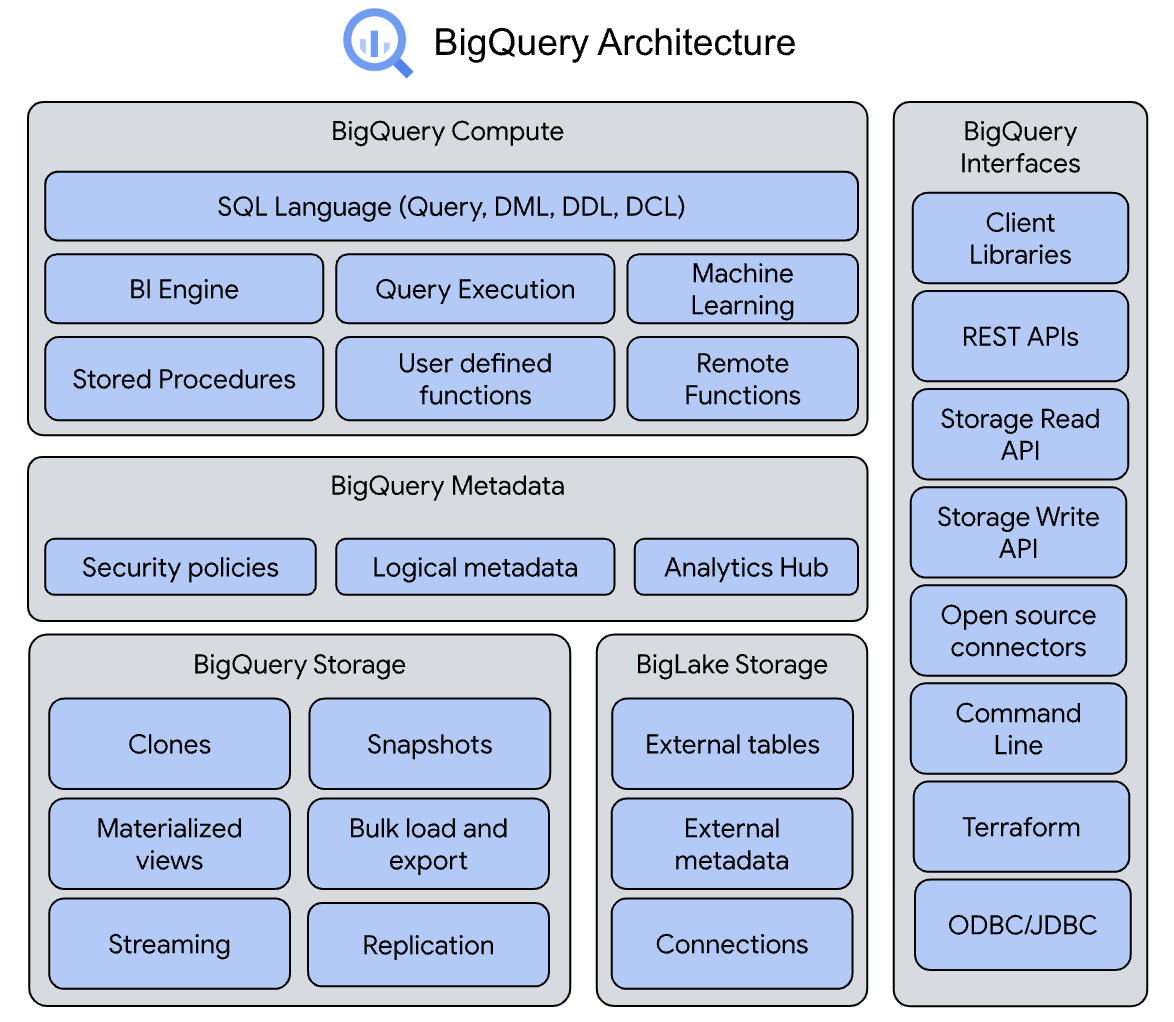 BigQuery Architecture
BigQuery Compute
SQL Language (Query, DML, DDL, DCL)
BI Engine
Query Execution
Machine
Learning
Stored Procedures
User defined
functions
Remote
Functions
BigQuery Metadata
Security policies
Logical metadata
Analytics Hub
BigQuery Storage
Clones
Snapshots
Materialized
views
Bulk load and
export
Streaming
Replication
BigLake Storage
External tables
External
metadata
Connections
BigQuery
Interfaces
Client
Libraries
REST APIs
Storage Read
API
Storage Write
API
Open source
connectors
Command
Line
Terraform
ODBC/JDBC